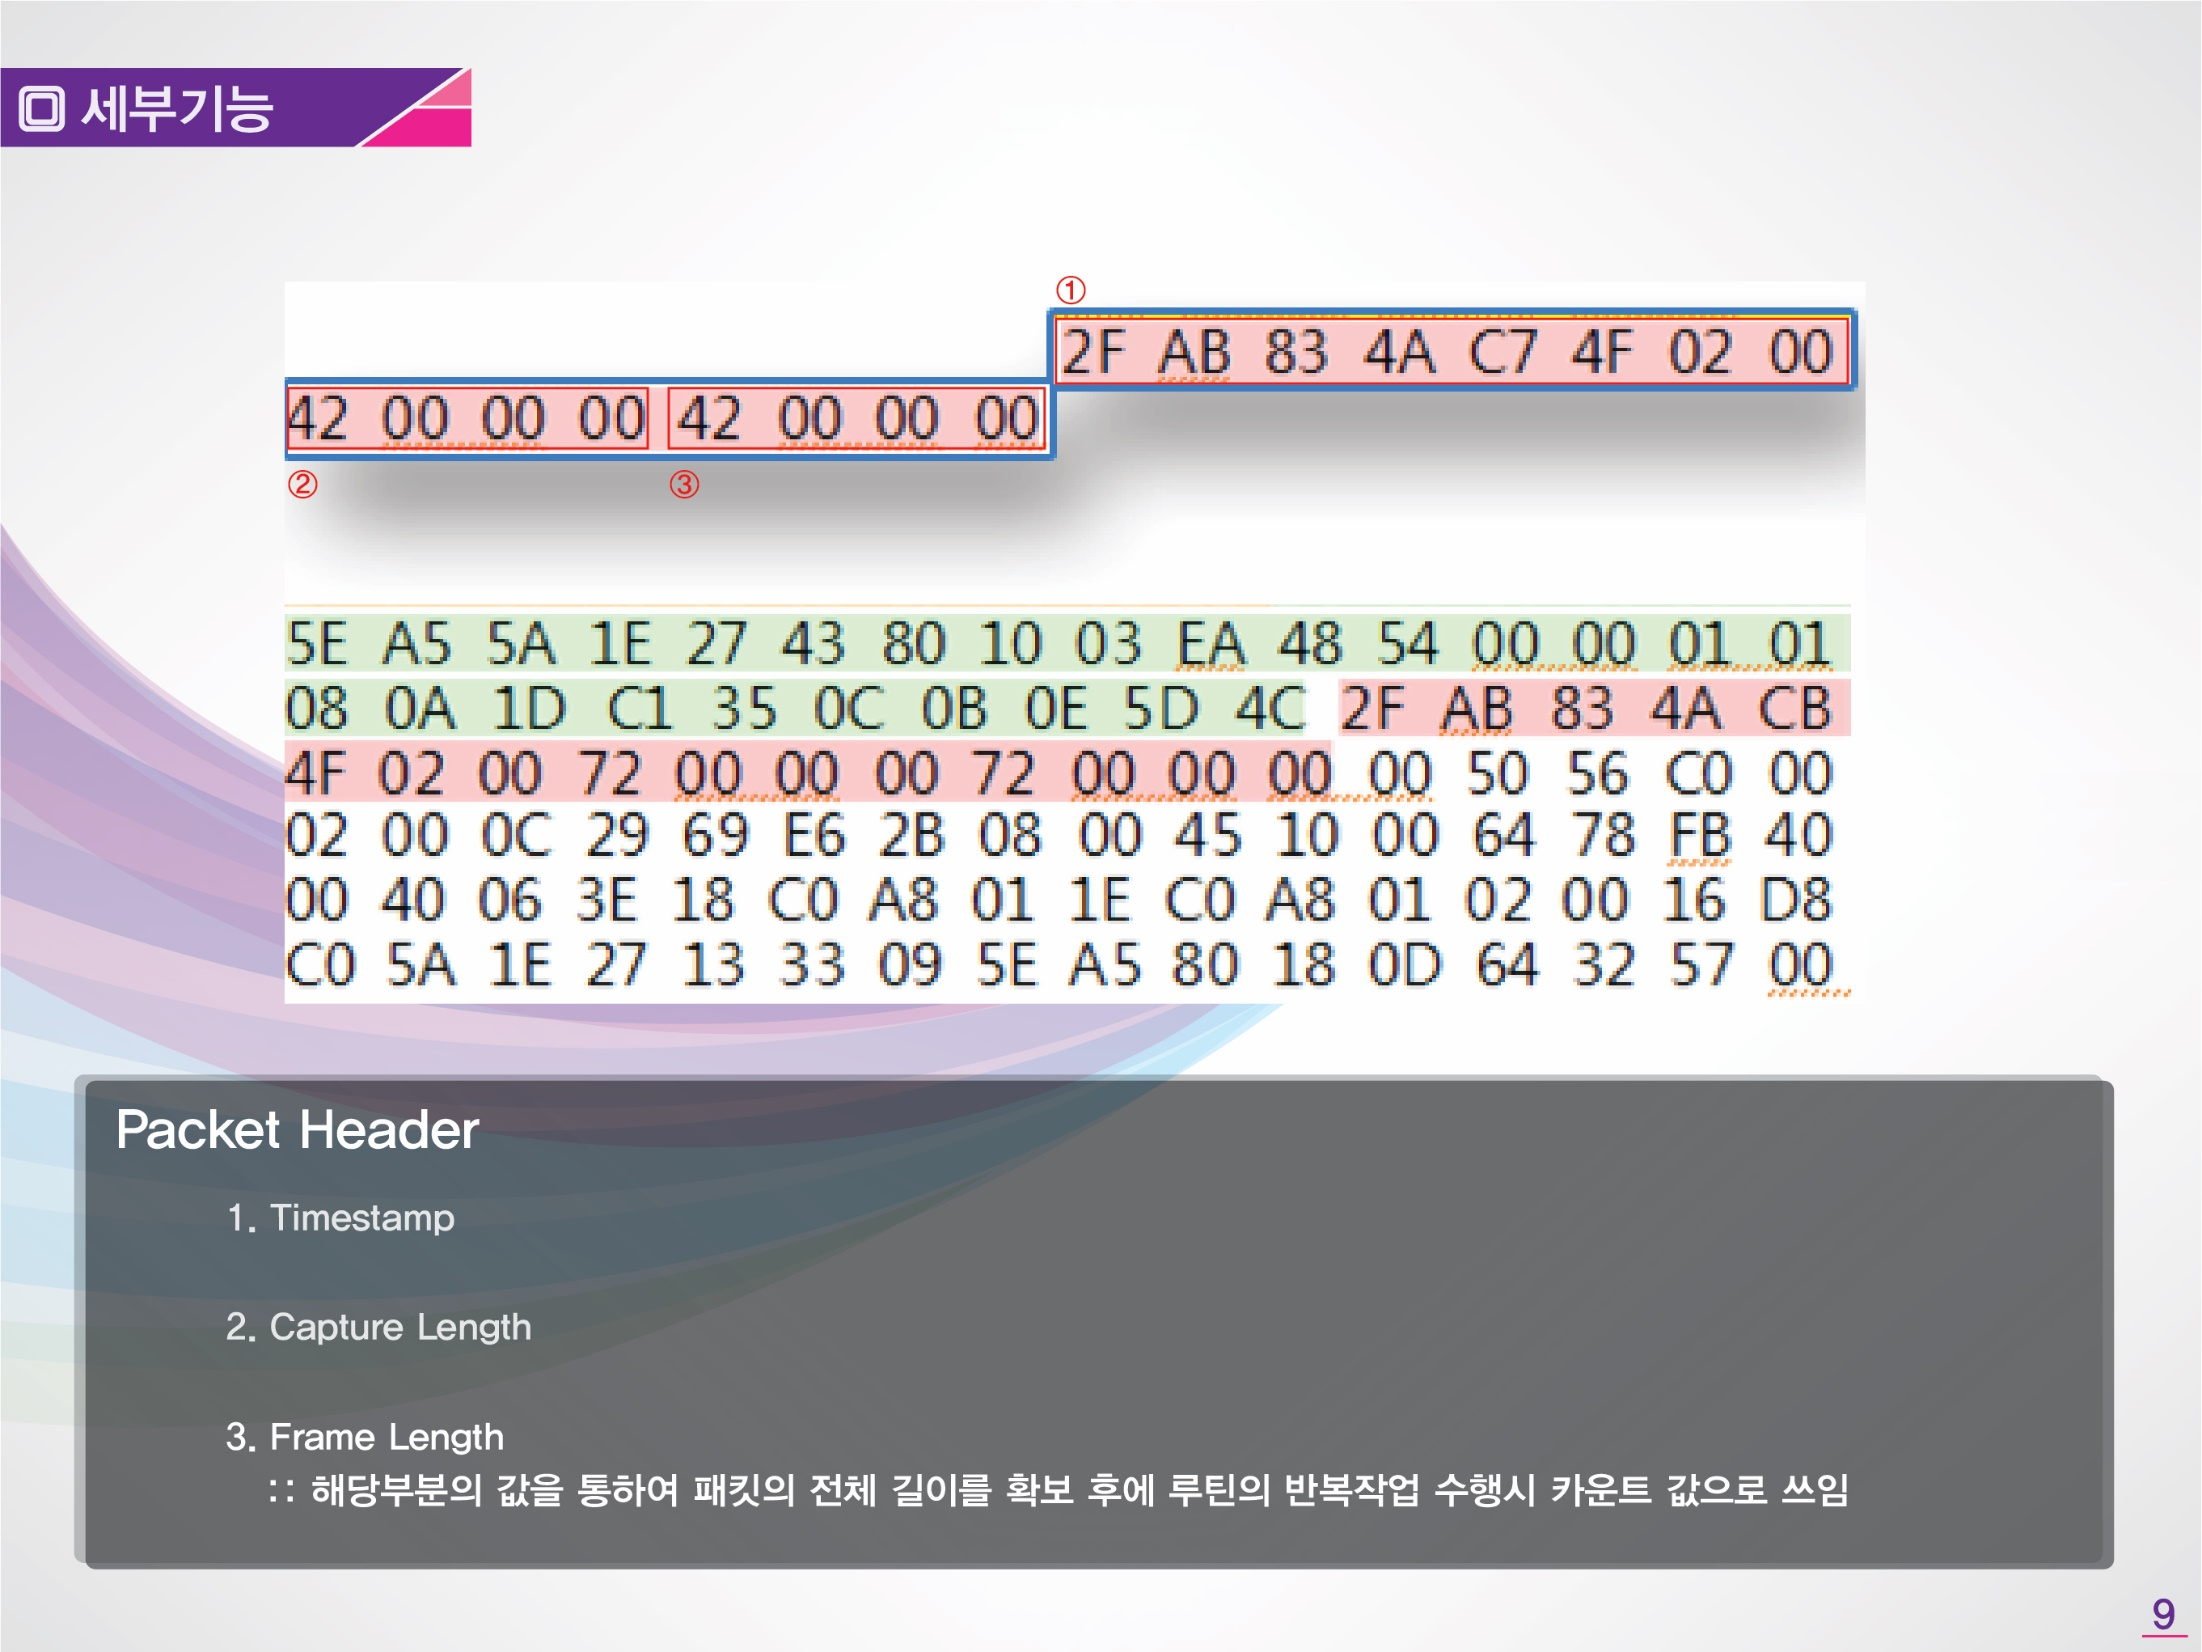 세부기능
①
2F AB 83 4A C7 4F 02 00
42 00 00 00 42 00 00 00
② ③
5E A5 5A 1E 27 43 80 10 03 EA 48 54 00 00 01 01
08 0A 1D C1 35 0C 0B 0E 5D 4C 2F AB 83 4A CB
4F 02 00 72 00 00 00 72 00 00 00 00 50 56 C0 00
02 00 0C 29 69 E6 2B 08 00 45 10 00 64 78 FB 40
00 40 06 3E 18 C0 A8 01 1E C0 A8 01 02 00 16 D8
C0 5A 1E 27 13 33 09 5E A5 80 18 0D 64 32 57 00
Packet Header
1. Timestamp
2. Capture Length
3. Frame Length
:: 해당부분의 값을 통하여 패킷의 전체 길이를 확보 후에 루틴의 반복작업 수행시 카운트 값으로 쓰임
9